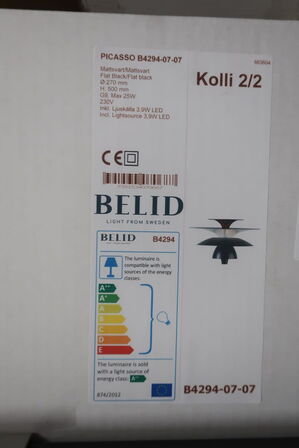 PICASSO B4294-07-07
Mattsvart/Mattsvart
Flat Black/Flat black
Ø:270 mm
H: 500 mm
G9, Max 25W
230V
Inkl. Ljuskälla 3,9W LED
Incl. Lightsource 3,9W LED
Kolli 2/2
CE
BELID
LIGHT FROM SWEDEN
BELID B4294
The luminaire is
compatible with light
sources of the energy
classes:
A++
A+
A
B
C
D
E
The luminaire is sold
with a light source of
energy class: A++
874/2012
B4294-07-07